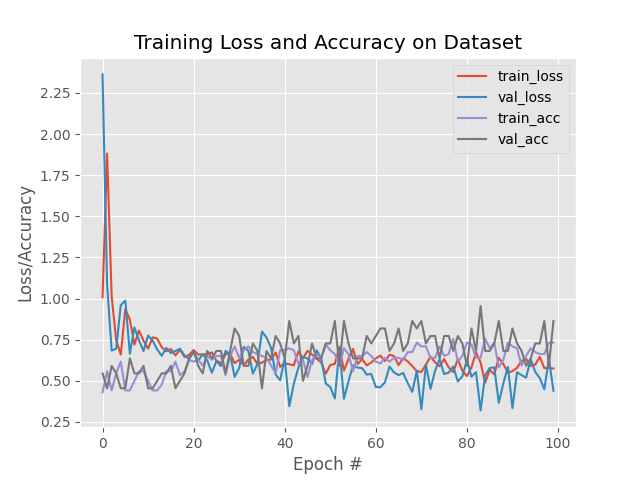 Training Loss and Accuracy on Dataset
train_loss
val_loss
train_acc
val_acc
2.25
2.00
1.75
1.50
1.25
1.00
0.75
0.50
0.25
Loss/Accuracy
0 20 40 60 80 100
Epoch #